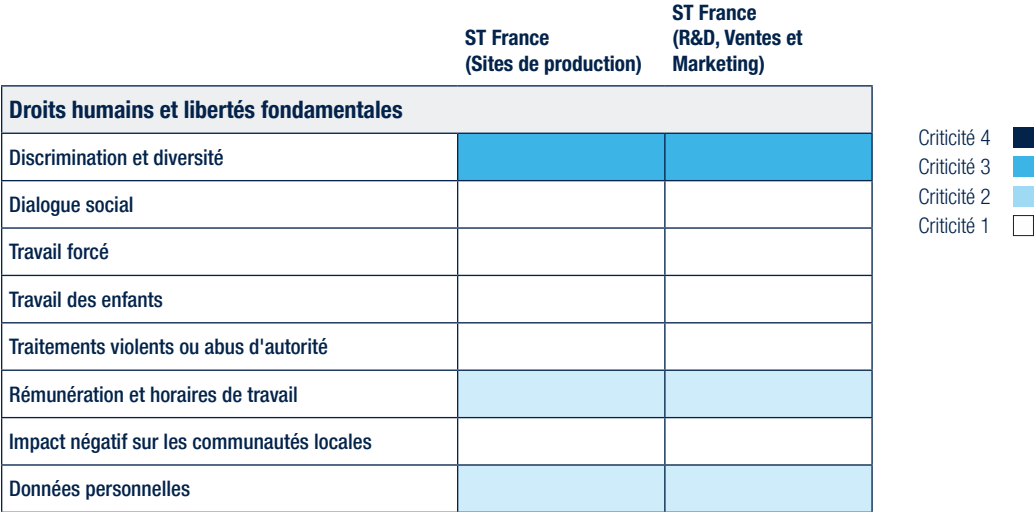 ST France
(Sites de production)
ST France
(R&D, Ventes et
Marketing)
Droits humains et libertés fondamentales
Discrimination et diversité
Dialogue social
Travail forcé
Travail des enfants
Traitements violents ou abus d'autorité
Rémunération et horaires de travail
Impact négatif sur les communautés locales
Données personnelles
Criticité 4
Criticité 3
Criticité 2
Criticité 1